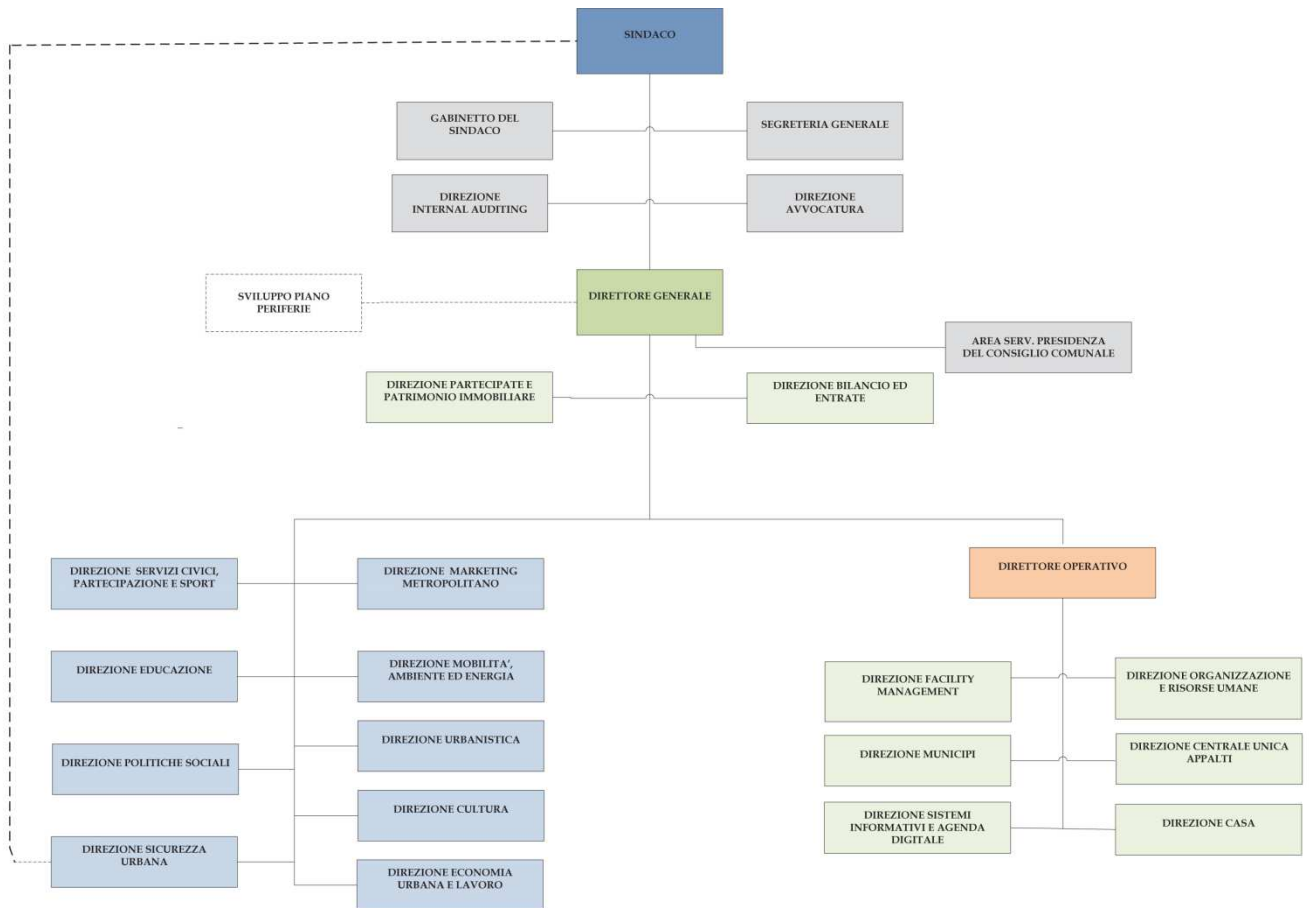 SINDACO
GABINETTO DEL
SINDACO
SEGRETERIA GENERALE
DIREZIONE
INTERNAL AUDITING
DIREZIONE
AVVOCATURA
SVILUPPO PIANO
PERIFERIE
DIRETTORE GENERALE
AREA SERV. PRESIDENZA
DEL CONSIGLIO COMUNALE
DIREZIONE PARTECIPATE E
PATRIMONIO IMMOBILIARE
DIREZIONE BILANCIO ED
ENTRATE
DIREZIONE SERVIZI CIVICI,
PARTECIPAZIONE E SPORT
DIREZIONE MARKETING
METROPOLITANO
DIRETTORE OPERATIVO
DIREZIONE EDUCAZIONE
DIREZIONE MOBILITA’,
AMBIENTE ED ENERGIA
DIREZIONE FACILITY
MANAGEMENT
DIREZIONE ORGANIZZAZIONE
E RISORSE UMANE
DIREZIONE POLITICHE SOCIALI
DIREZIONE URBANISTICA
DIREZIONE MUNICIPI
DIREZIONE CENTRALE UNICA
APPALTI
DIREZIONE CULTURA
DIREZIONE SISTEMI
INFORMATIVI E AGENDA
DIGITALE
DIREZIONE CASA
DIREZIONE SICUREZZA
URBANA
DIREZIONE ECONOMIA
URBANA E LAVORO